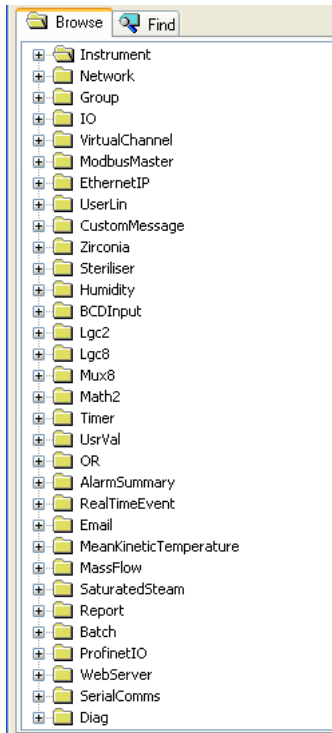 Browse Find
Instrument
Network
Group
IO
VirtualChannel
ModbusMaster
EthernetIP
UserLin
CustomMessage
Zirconia
Steriliser
Humidity
BCDInput
Lgc2
Lgc8
Mux8
Math2
Timer
UsrVal
OR
AlarmSummary
RealTimeEvent
Email
MeanKineticTemperature
MassFlow
SaturatedSteam
Report
Batch
ProfinetIO
WebServer
SerialComms
Diag